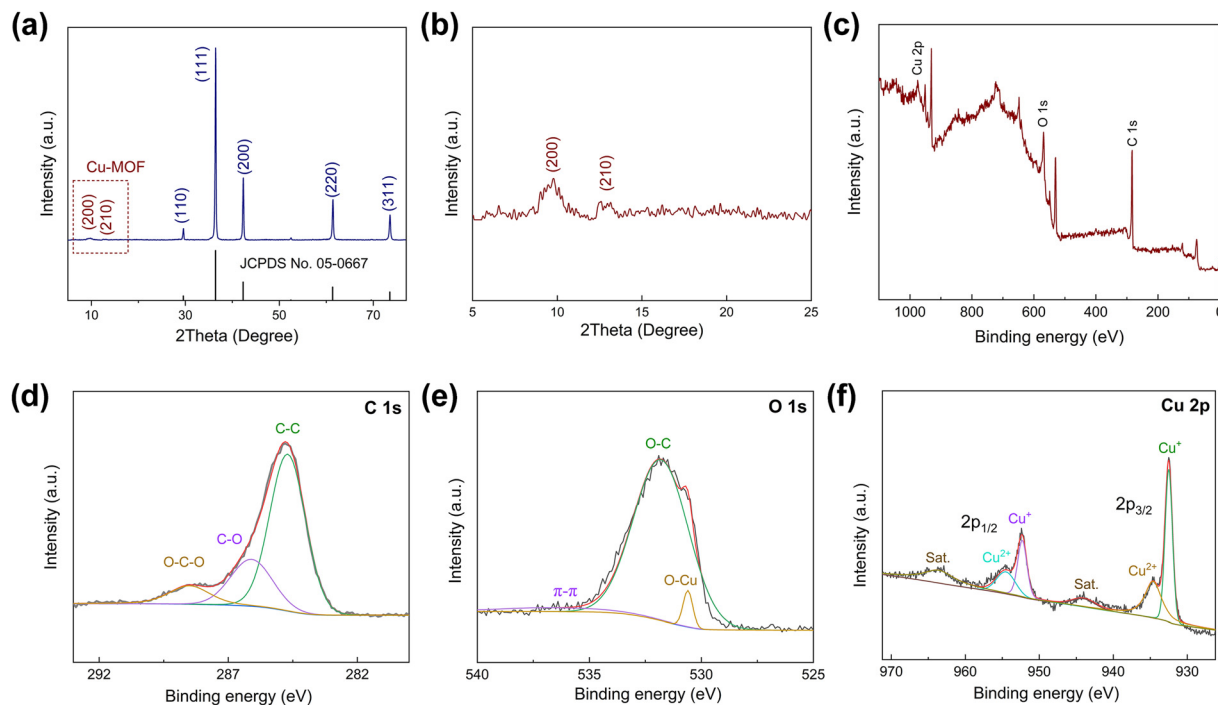 (a)
Intensity (a.u.)
Cu-MOF
(200)
(210)
(110)
(111)
(200)
(220)
(311)
JCPDS No. 05-0667
10
30
50
70
2Theta (Degree)
(b)
Intensity (a.u.)
(200)
(210)
5
10
15
20
25
2Theta (Degree)
(c)
Intensity (a.u.)
Cu 2p
O 1s
C 1s
1000
800
600
400
200
0
Binding energy (eV)
(d)
C 1s
Intensity (a.u.)
C-C
C-O
O-C-O
292
287
282
Binding energy (eV)
(e)
O 1s
Intensity (a.u.)
O-C
O-Cu
π-π
540
535
530
525
Binding energy (eV)
(f)
Cu 2p
Intensity (a.u.)
Cu⁺
2p₃/₂
2p₁/₂
Cu⁺
Cu²⁺
Sat.
Sat.
Cu²⁺
970
960
950
940
930
Binding energy (eV)